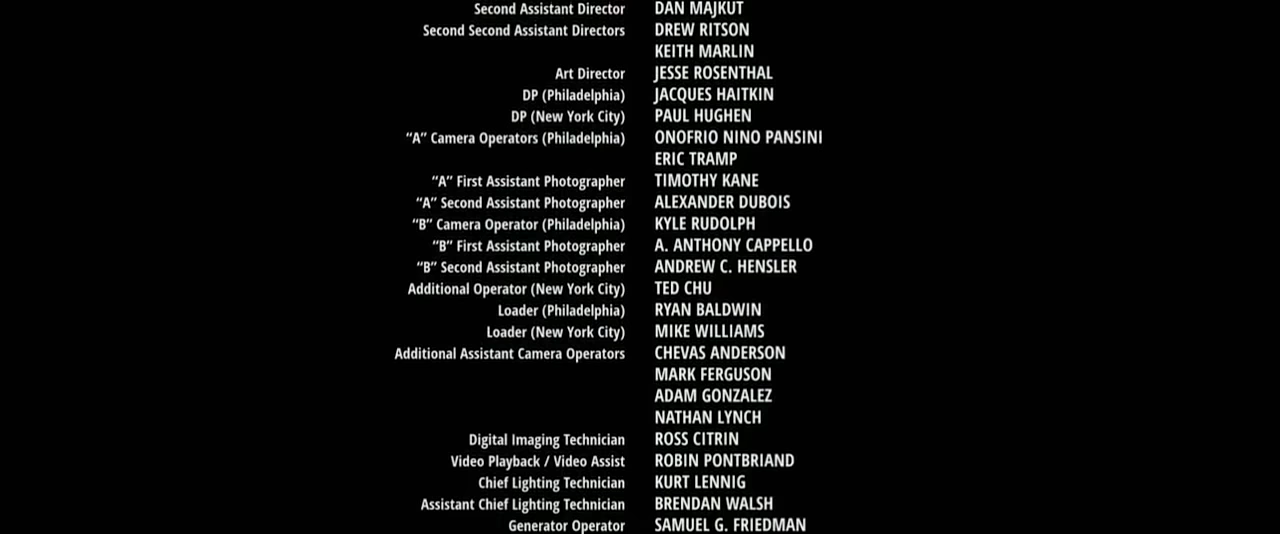 Second Assistant Director DAN MAJKUT
Second Second Assistant Directors DREW RITSON
KEITH MARLIN
Art Director JESSE ROSENTHAL
DP (Philadelphia) JACQUES HAITKIN
DP (New York City) PAUL HUGHEN
“A” Camera Operators (Philadelphia) ONOFRIO NINO PANSINI
ERIC TRAMP
“A” First Assistant Photographer TIMOTHY KANE
“A” Second Assistant Photographer ALEXANDER DUBOIS
“B” Camera Operator (Philadelphia) KYLE RUDOLPH
“B” First Assistant Photographer A. ANTHONY CAPPELLO
“B” Second Assistant Photographer ANDREW C. HENSLER
Additional Operator (New York City) TED CHU
Loader (Philadelphia) RYAN BALDWIN
Loader (New York City) MIKE WILLIAMS
Additional Assistant Camera Operators CHEVAS ANDERSON
MARK FERGUSON
ADAM GONZALEZ
NATHAN LYNCH
Digital Imaging Technician ROSS CITRIN
Video Playback / Video Assist ROBIN PONTBRIAND
Chief Lighting Technician KURT LENNIG
Assistant Chief Lighting Technician BRENDAN WALSH
Generator Operator SAMUEL G. FRIEDMAN